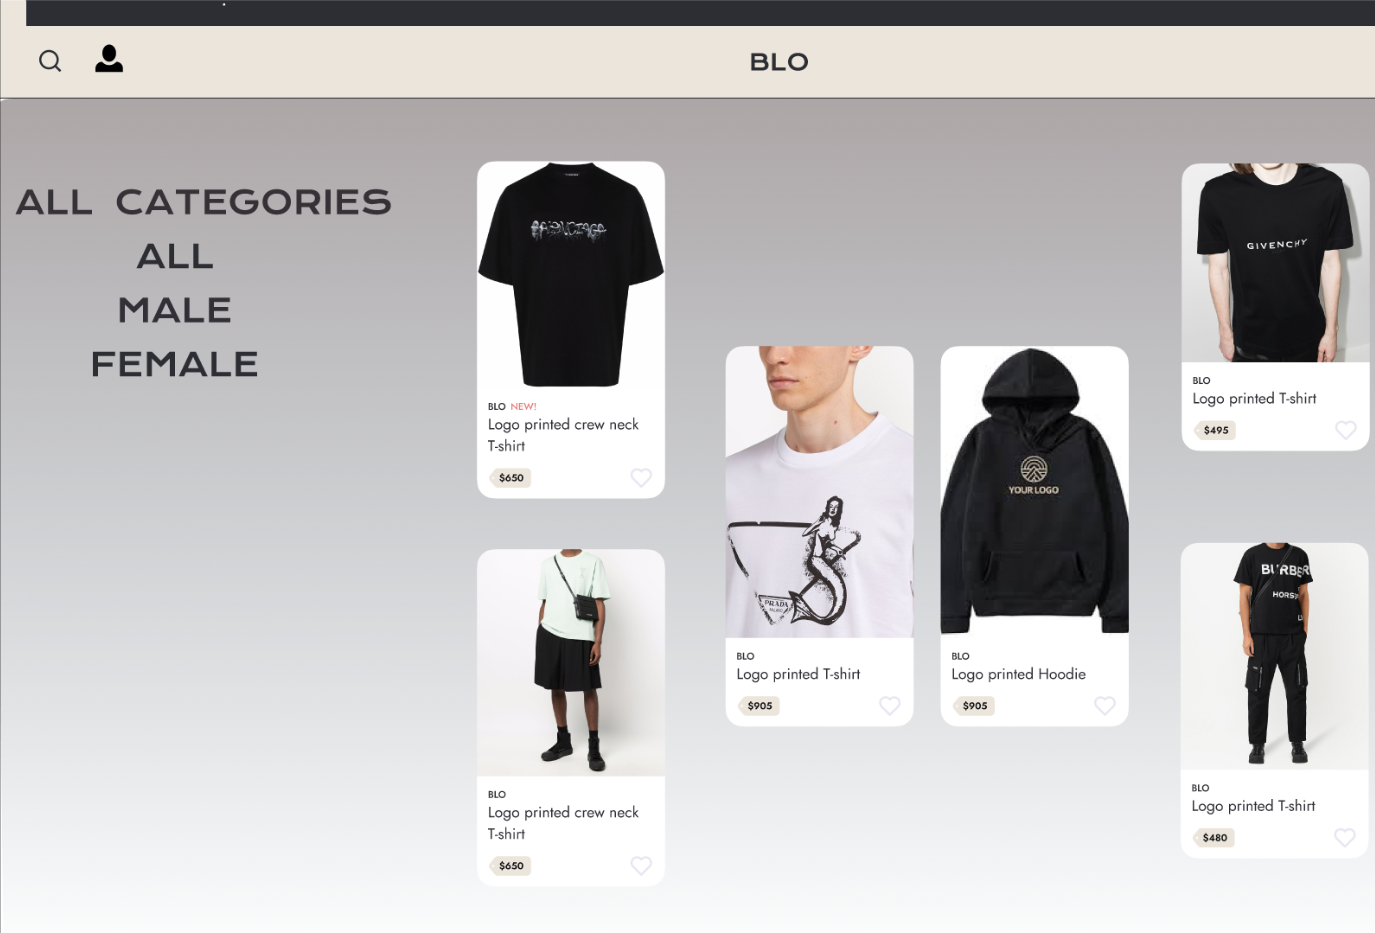 BLO
ALL CATEGORIES
ALL
MALE
FEMALE
BALENCIAGA
BLO NEW!
Logo printed crew neck
T-shirt
$650
BLO
Logo printed crew neck
T-shirt
$650
PRADA
MILANO
BLO
Logo printed T-shirt
$905
YOUR LOGO
BLO
Logo printed Hoodie
$905
GIVENCHY
BLO
Logo printed T-shirt
$495
BURBER
HORS
BLO
Logo printed T-shirt
$480